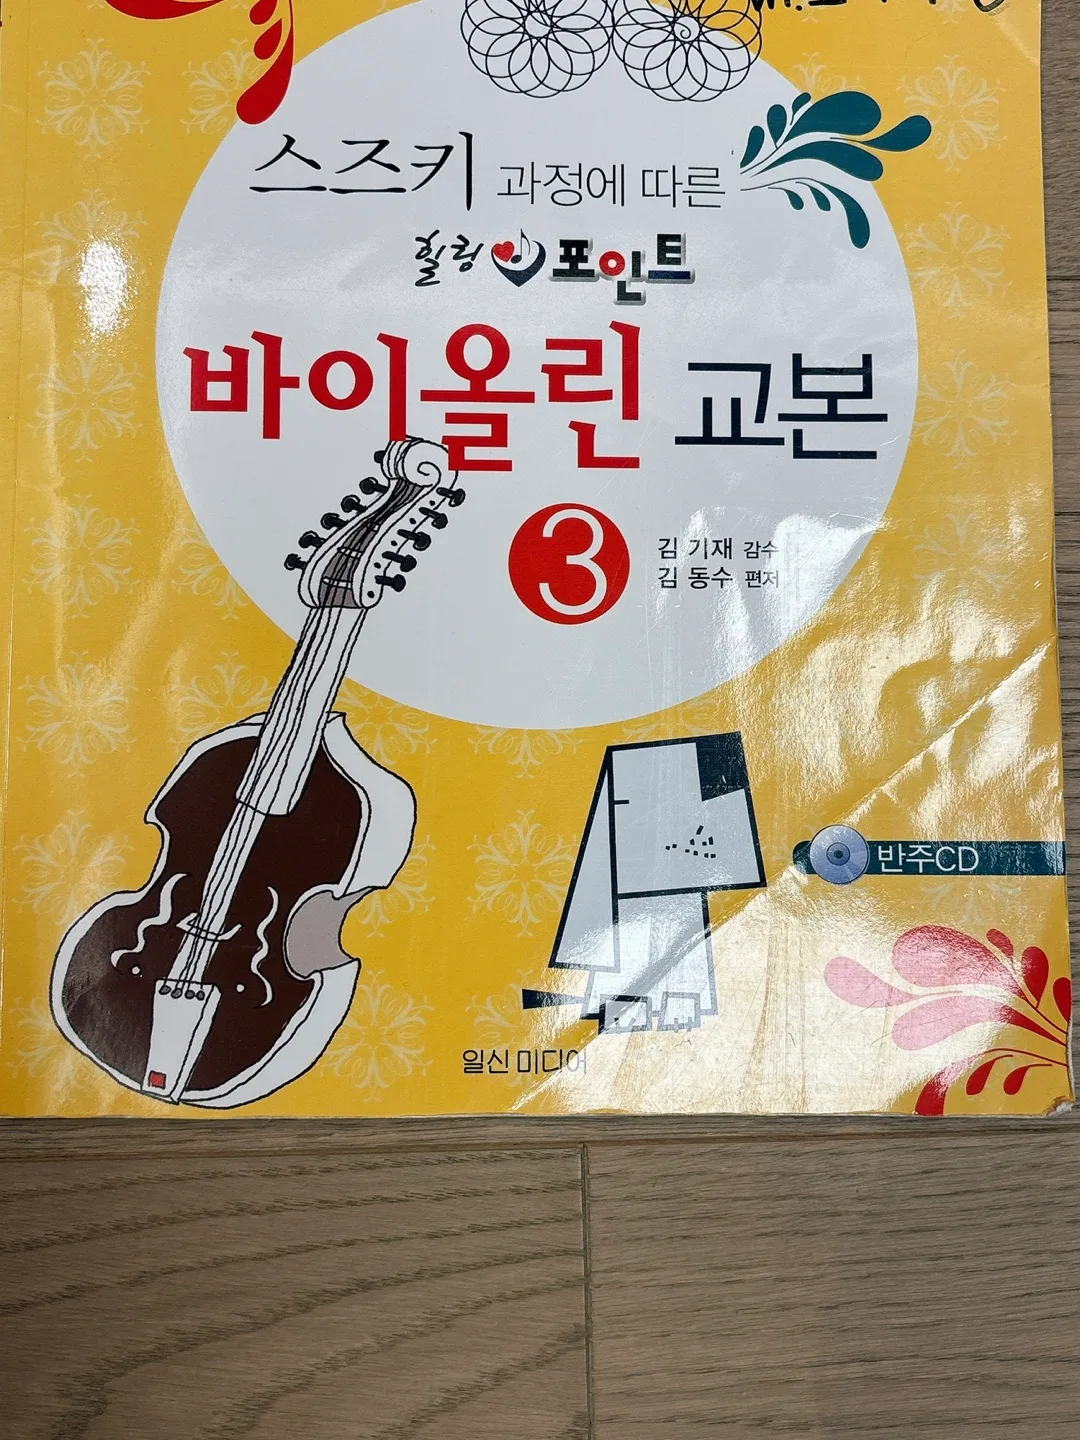 스즈키 과정에 따른
힐링 포인트
바이올린 교본
3
김 기재 감수
김 동수 편저
반주CD
일신 미디어